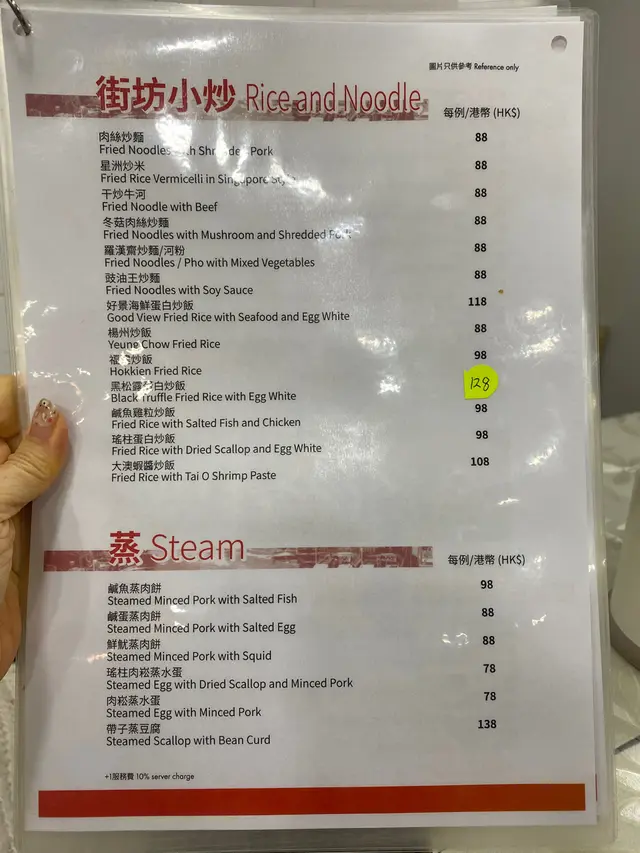 圖片只供參考 Reference only
街坊小炒 Rice and Noodle 每例/港幣 (HK$)
肉絲炒麵 88
Fried Noodles with Shredded Pork
星洲炒米 88
Fried Rice Vermicelli in Singapore Style
干炒牛河 88
Fried Noodle with Beef
冬菇肉絲炒麵 88
Fried Noodles with Mushroom and Shredded Pork
羅漢齋炒麵/河粉 88
Fried Noodles / Pho with Mixed Vegetables
豉油王炒麵 88
Fried Noodles with Soy Sauce
好景海鮮蛋白炒飯 118
Good View Fried Rice with Seafood and Egg White
楊州炒飯 88
Yeung Chow Fried Rice
福建炒飯 98
Hokkien Fried Rice
黑松露蛋白炒飯 128
Black Truffle Fried Rice with Egg White
鹹魚雞粒炒飯 98
Fried Rice with Salted Fish and Chicken
瑤柱蛋白炒飯 98
Fried Rice with Dried Scallop and Egg White
大澳蝦醬炒飯 108
Fried Rice with Tai O Shrimp Paste
蒸 Steam 每例/港幣 (HK$)
鹹魚蒸肉餅 98
Steamed Minced Pork with Salted Fish
鹹蛋蒸肉餅 88
Steamed Minced Pork with Salted Egg
鮮魷蒸肉餅 88
Steamed Minced Pork with Squid
瑤柱肉崧蒸水蛋 78
Steamed Egg with Dried Scallop and Minced Pork
肉崧蒸水蛋 78
Steamed Egg with Minced Pork
帶子蒸豆腐 138
Steamed Scallop with Bean Curd
+1服務費 10% server charge